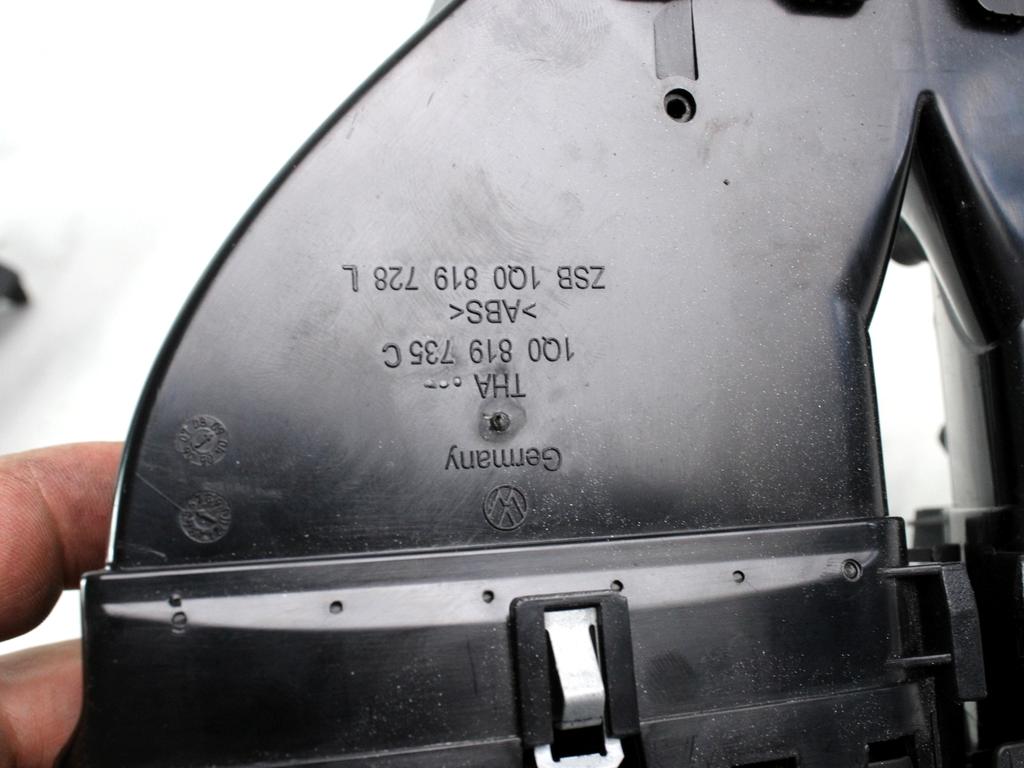 Germany
THA
1Q0 819 735 C
>ABS<
ZSB 1Q0 819 728 L